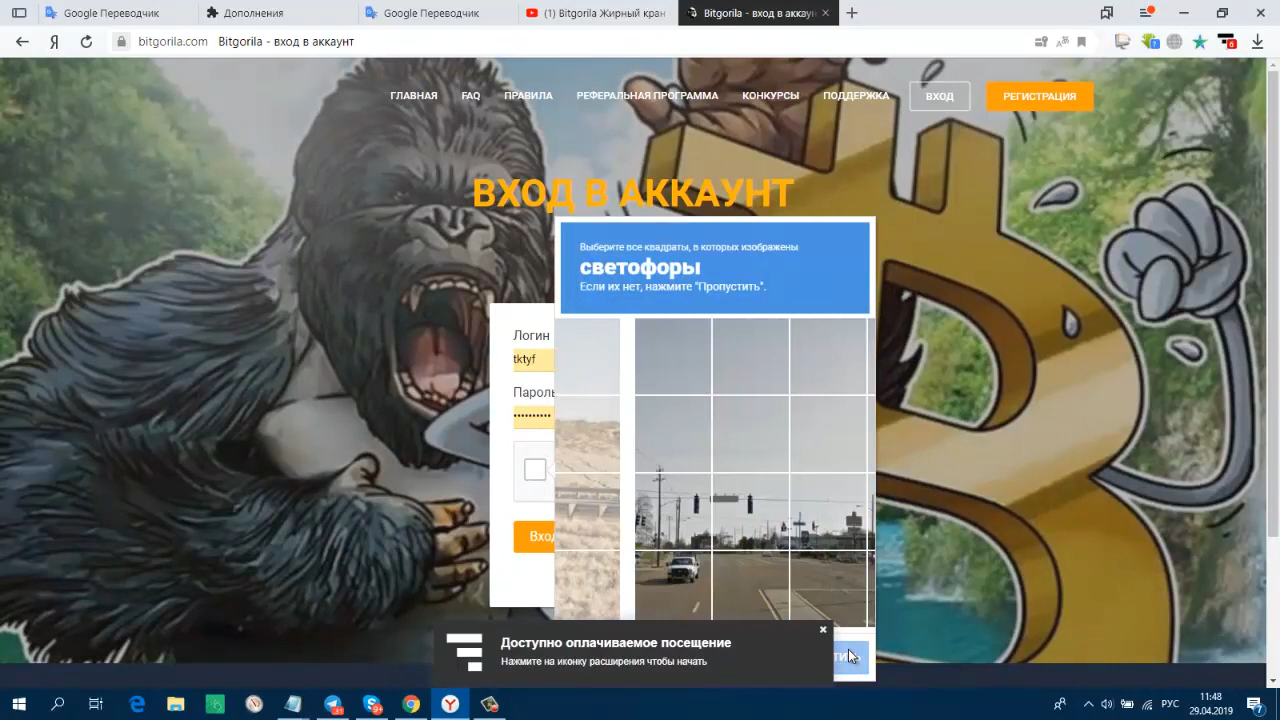 Google Переводчик
Дополнения
Google Переводчик
(1) Bitgorila Жирный кран
Bitgorila - вход в аккаун
bitgorila.com Bitgorila - вход в аккаунт
ГЛАВНАЯ FAQ ПРАВИЛА РЕФЕРАЛЬНАЯ ПРОГРАММА КОНКУРСЫ ПОДДЕРЖКА ВХОД РЕГИСТРАЦИЯ
ВХОД В АККАУНТ
Выберите все квадраты, в которых изображены
светофоры
Если их нет, нажмите "Пропустить".
Логин
tktyf
Пароль
Вход
Доступно оплачиваемое посещение
Нажмите на иконку расширения чтобы начать
РУС
11:48
29.04.2019